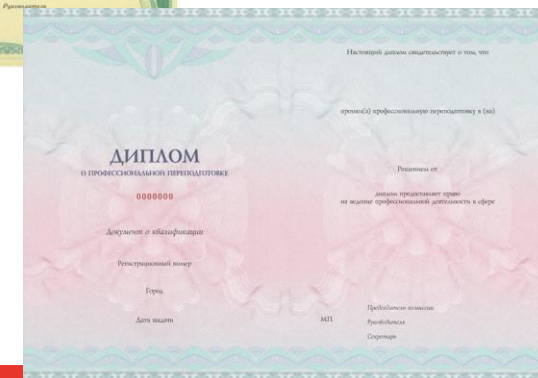 Руководитель
ДИПЛОМ
О ПРОФЕССИОНАЛЬНОЙ ПЕРЕПОДГОТОВКЕ
0000000
Документ о квалификации
Регистрационный номер
Город
Дата выдачи
Настоящий диплом свидетельствует о том, что
прошел(а) профессиональную переподготовку в (на)
Решением от
диплом предоставляет право
на ведение профессиональной деятельности в сфере
М.П.
Председатель комиссии
Руководитель
Секретарь